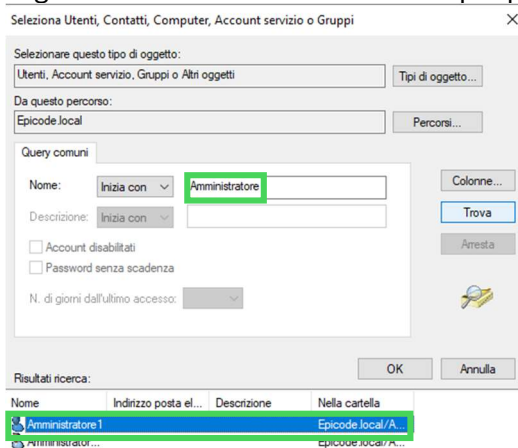 Seleziona Utenti, Contatti, Computer, Account servizio o Gruppi
Selezionare questo tipo di oggetto:
Utenti, Account servizio, Gruppi o Altri oggetti
Tipi di oggetto...
Da questo percorso:
Epicode.local
Percorsi...
Query comuni
Nome: Inizia con Amministratore
Colonne...
Descrizione: Inizia con
Trova
Account disabilitati
Arresta
Password senza scadenza
N. di giorni dall'ultimo accesso:
OK Annulla
Risultati ricerca:
Nome Indirizzo posta el... Descrizione Nella cartella
Amministratore1 Epicode.local/A...
Amministrator... Epicode.local/A...